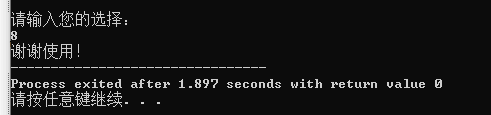 请输入您的选择：
8
谢谢使用！
--------------------------------
Process exited after 1.897 seconds with return value 0
请按任意键继续. . .